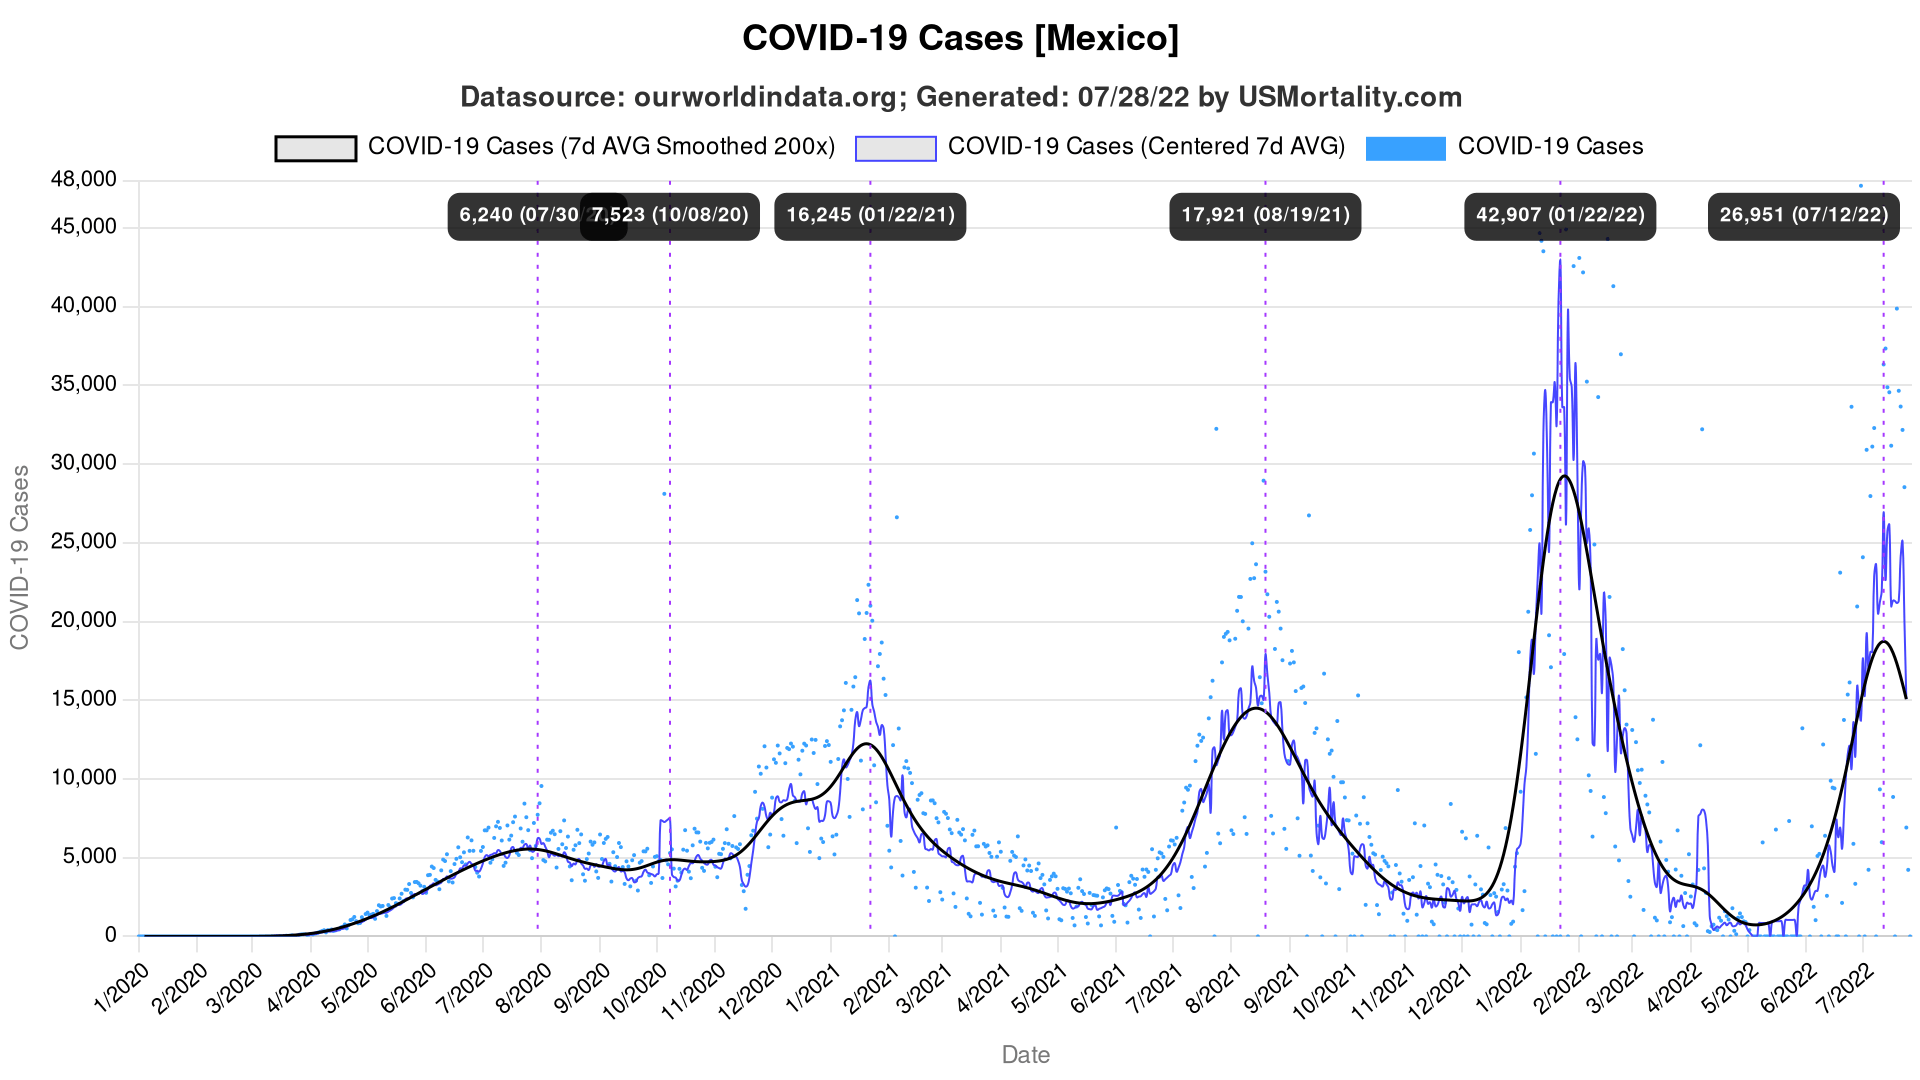 COVID-19 Cases [Mexico]
Datasource: ourworldindata.org; Generated: 07/28/22 by USMortality.com
COVID-19 Cases (7d AVG Smoothed 200x) COVID-19 Cases (Centered 7d AVG) COVID-19 Cases
48,000
6,240 (07/30/ 7,523 (10/08/20) 16,245 (01/22/21) 17,921 (08/19/21) 42,907 (01/22/22) 26,951 (07/12/22)
45,000
40,000
35,000
30,000
25,000
20,000
15,000
10,000
5,000
0
COVID-19 Cases
1/2020 2/2020 3/2020 4/2020 5/2020 6/2020 7/2020 8/2020 9/2020 10/2020 11/2020 12/2020 1/2021 2/2021 3/2021 4/2021 5/2021 6/2021 7/2021 8/2021 9/2021 10/2021 11/2021 12/2021 1/2022 2/2022 3/2022 4/2022 5/2022 6/2022 7/2022
Date